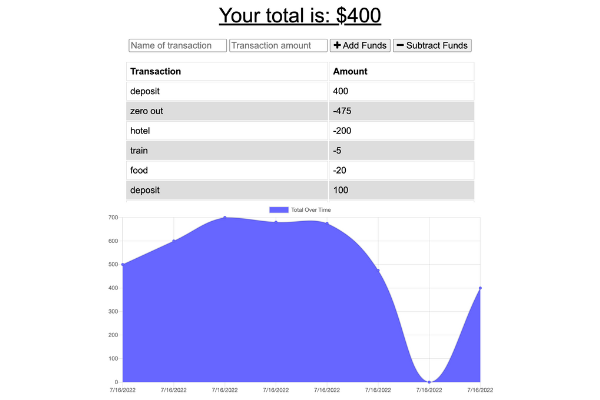 Your total is: $400
Name of transaction Transaction amount + Add Funds − Subtract Funds
Transaction Amount
deposit 400
zero out -475
hotel -200
train -5
food -20
deposit 100
Total Over Time
700
600
500
400
300
200
100
0
7/16/2022 7/16/2022 7/16/2022 7/16/2022 7/16/2022 7/16/2022 7/16/2022 7/16/2022